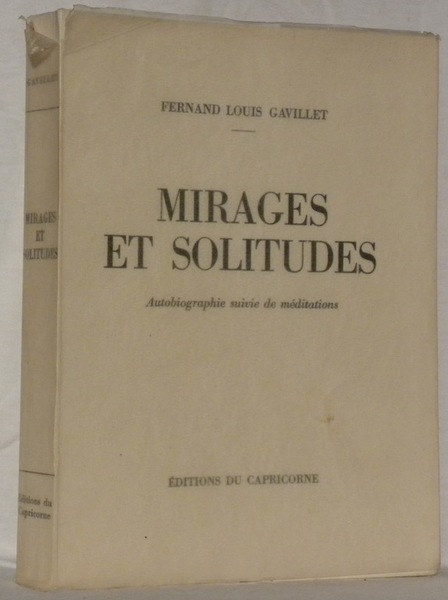 GAVILLET
MIRAGES
ET
SOLITUDES
Editions du
Capricorne
FERNAND LOUIS GAVILLET
MIRAGES
ET SOLITUDES
Autobiographie suivie de méditations
ÉDITIONS DU CAPRICORNE